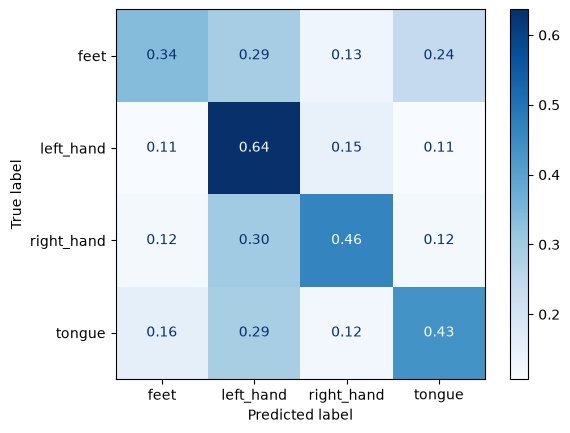 feet 0.34 0.29 0.13 0.24 0.6
left_hand 0.11 0.64 0.15 0.11 0.5
right_hand 0.12 0.30 0.46 0.12 0.4
tongue 0.16 0.29 0.12 0.43 0.3
0.2
feet left_hand right_hand tongue
Predicted label
True label